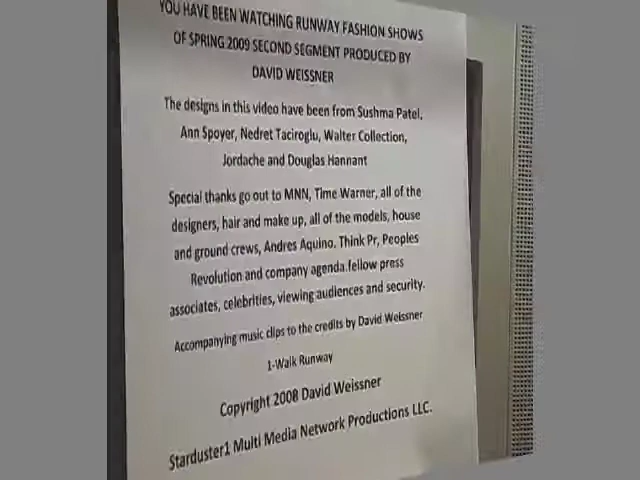 YOU HAVE BEEN WATCHING RUNWAY FASHION SHOWS
OF SPRING 2009 SECOND SEGMENT PRODUCED BY
DAVID WEISSNER
The designs in this video have been from Sushma Patel,
Ann Spoyer, Nedret Taciroglu, Walter Collection,
Jordache and Douglas Hannant
Special thanks go out to MNN, Time Warner, all of the
designers, hair and make up, all of the models, house
and ground crews, Andres Aquino, Think Pr, Peoples
Revolution and company agenda.fellow press
associates, celebrities, viewing audiences and security.
Accompanying music clips to the credits by David Weissner
1-Walk Runway
Copyright 2008 David Weissner
Starduster1 Multi Media Network Productions LLC.